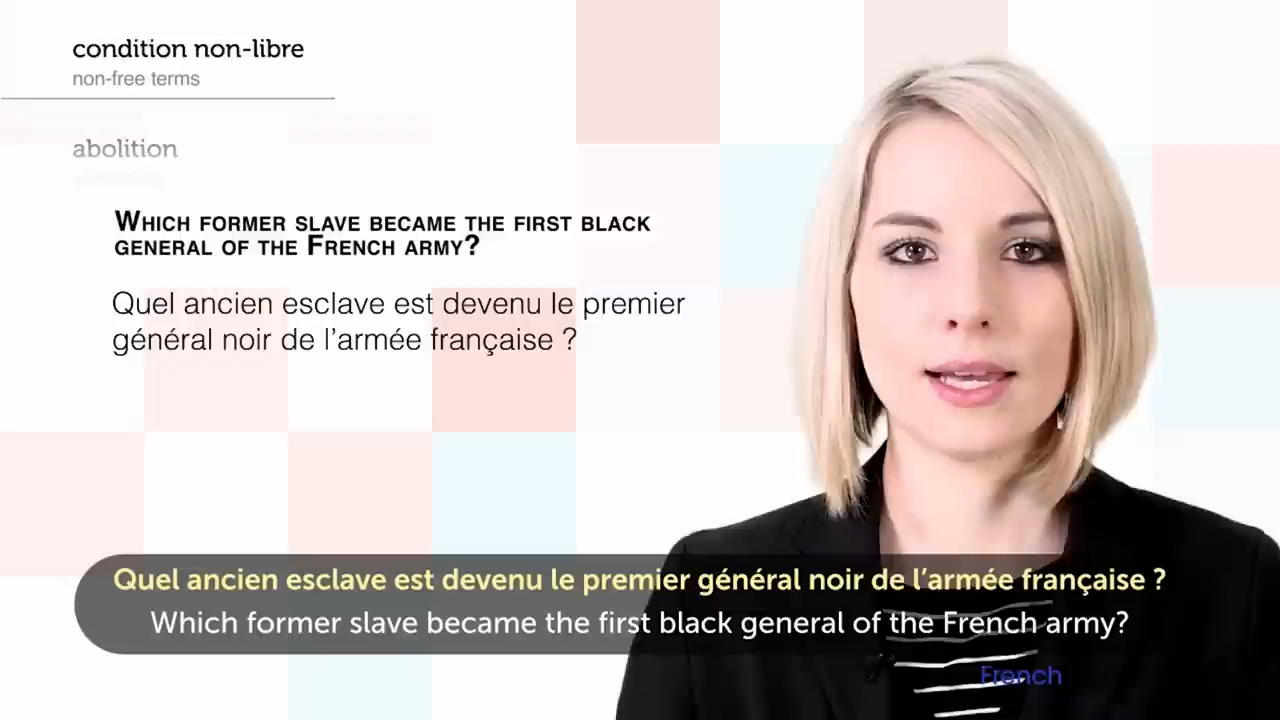 condition non-libre
non-free terms
abolition
WHICH FORMER SLAVE BECAME THE FIRST BLACK
GENERAL OF THE FRENCH ARMY?
Quel ancien esclave est devenu le premier
général noir de l'armée française ?
Quel ancien esclave est devenu le premier général noir de l'armée française ?
Which former slave became the first black general of the French army?
French